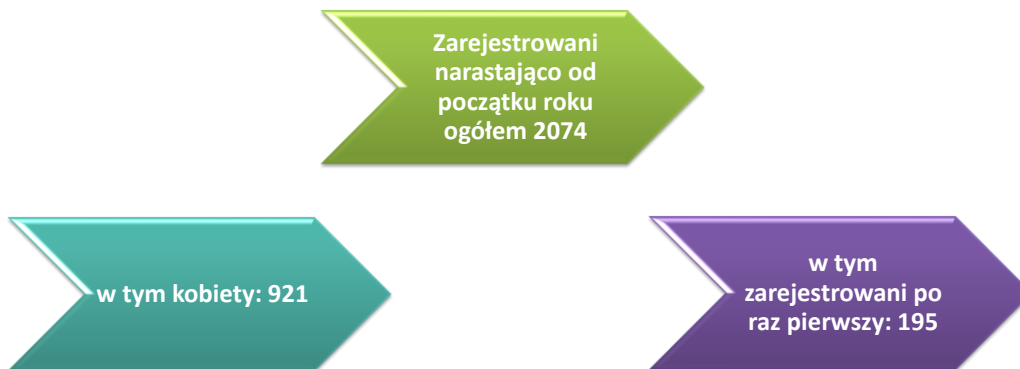 Zarejestrowani
narastająco od
początku roku
ogółem 2074
w tym kobiety: 921
w tym
zarejestrowani po
raz pierwszy: 195